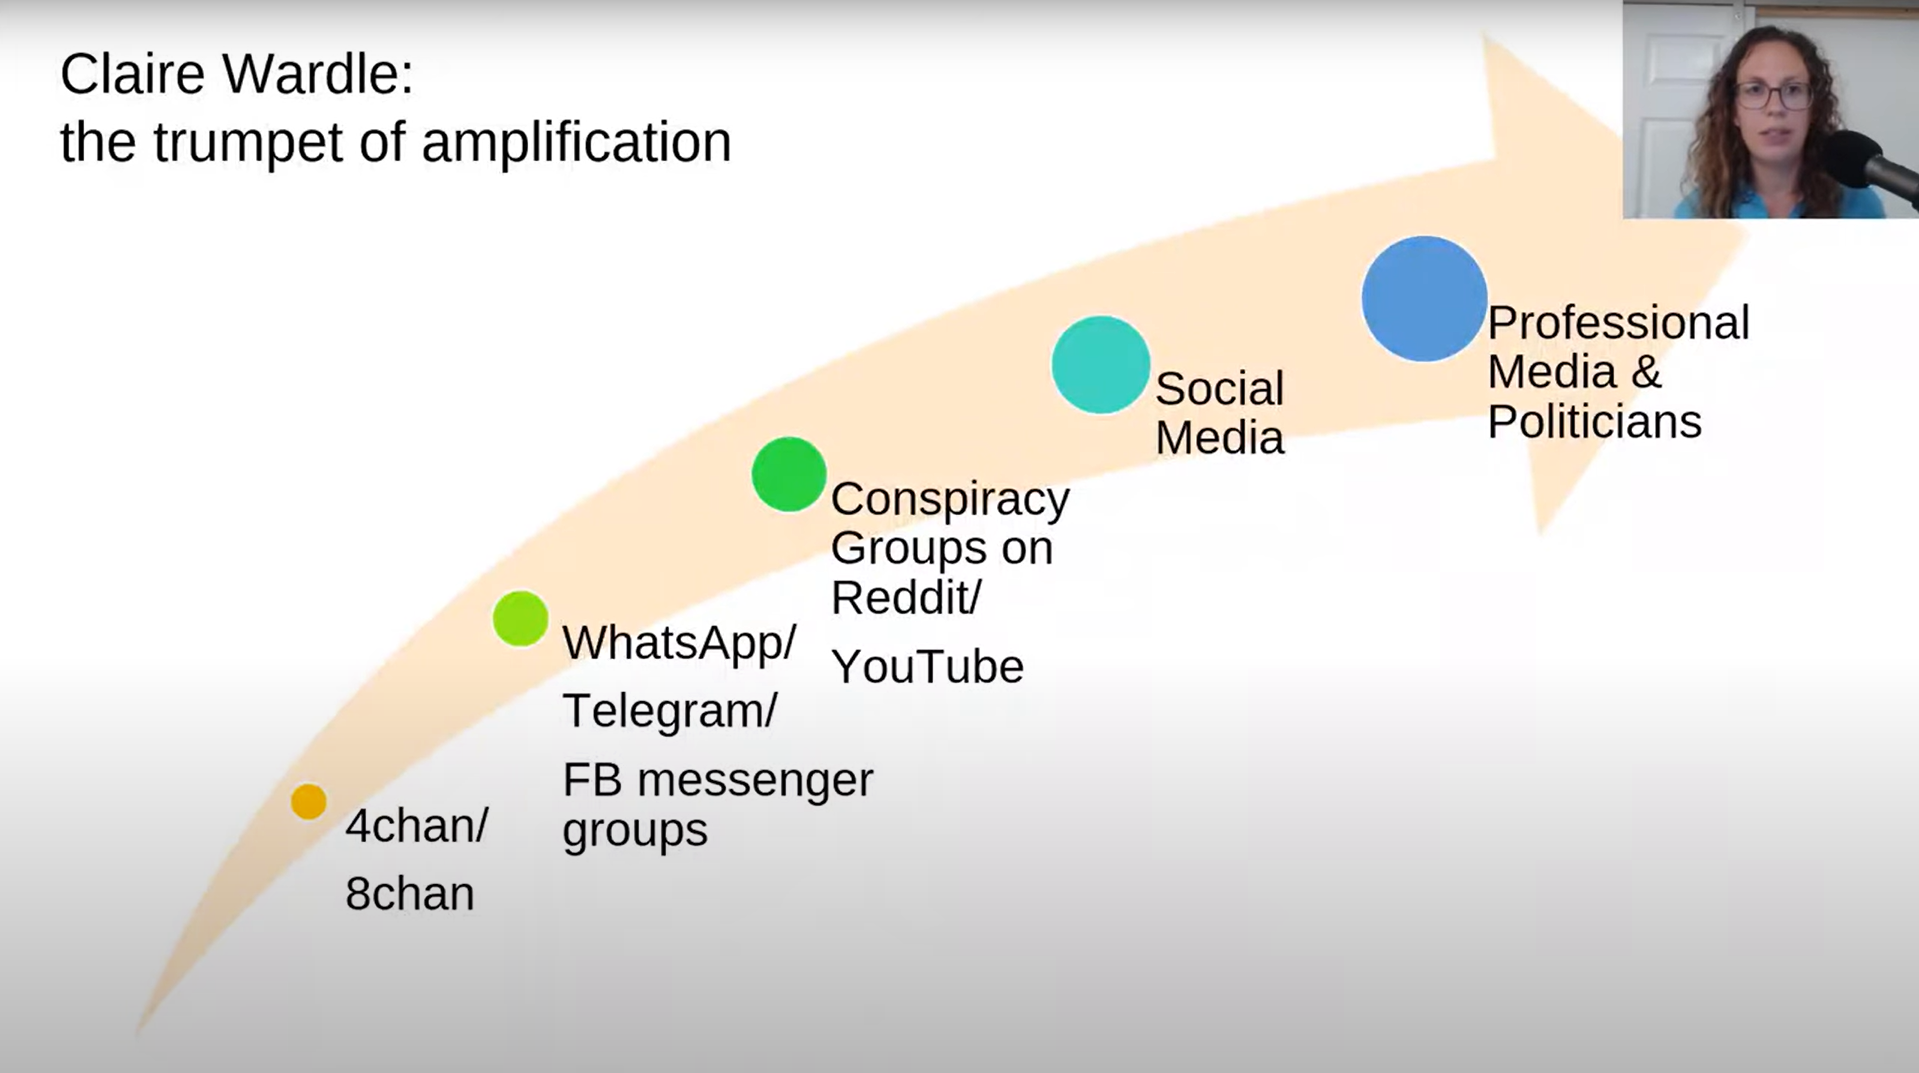 Claire Wardle:
the trumpet of amplification
4chan/
8chan
WhatsApp/
Telegram/
FB messenger
groups
Conspiracy
Groups on
Reddit/
YouTube
Social
Media
Professional
Media &
Politicians